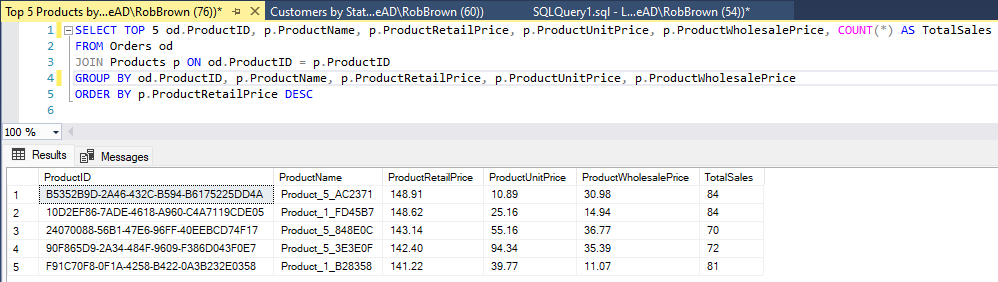 Top 5 Products by...eAD\RobBrown (76))* Customers by Stat...eAD\RobBrown (60)) SQLQuery1.sql - L...eAD\RobBrown (54))*
1 SELECT TOP 5 od.ProductID, p.ProductName, p.ProductRetailPrice, p.ProductUnitPrice, p.ProductWholesalePrice, COUNT(*) AS TotalSales
2 FROM Orders od
3 JOIN Products p ON od.ProductID = p.ProductID
4 GROUP BY od.ProductID, p.ProductName, p.ProductRetailPrice, p.ProductUnitPrice, p.ProductWholesalePrice
5 ORDER BY p.ProductRetailPrice DESC
6
100 %
Results Messages
ProductID ProductName ProductRetailPrice ProductUnitPrice ProductWholesalePrice TotalSales
1 B5352B9D-2A46-432C-B594-B6175225DD4A Product_5_AC2371 148.91 10.89 30.98 84
2 10D2EF86-7ADE-4618-A960-C4A7119CDE05 Product_1_FD45B7 148.62 25.16 14.94 84
3 24070088-56B1-47E6-96FF-40EEBCD74F17 Product_5_848E0C 143.14 55.16 36.77 70
4 90F865D9-2A34-484F-9609-F386D043F0E7 Product_5_3E3E0F 142.40 94.34 35.39 72
5 F91C70F8-0F1A-4258-B422-0A3B232E0358 Product_1_B28358 141.22 39.77 11.07 81